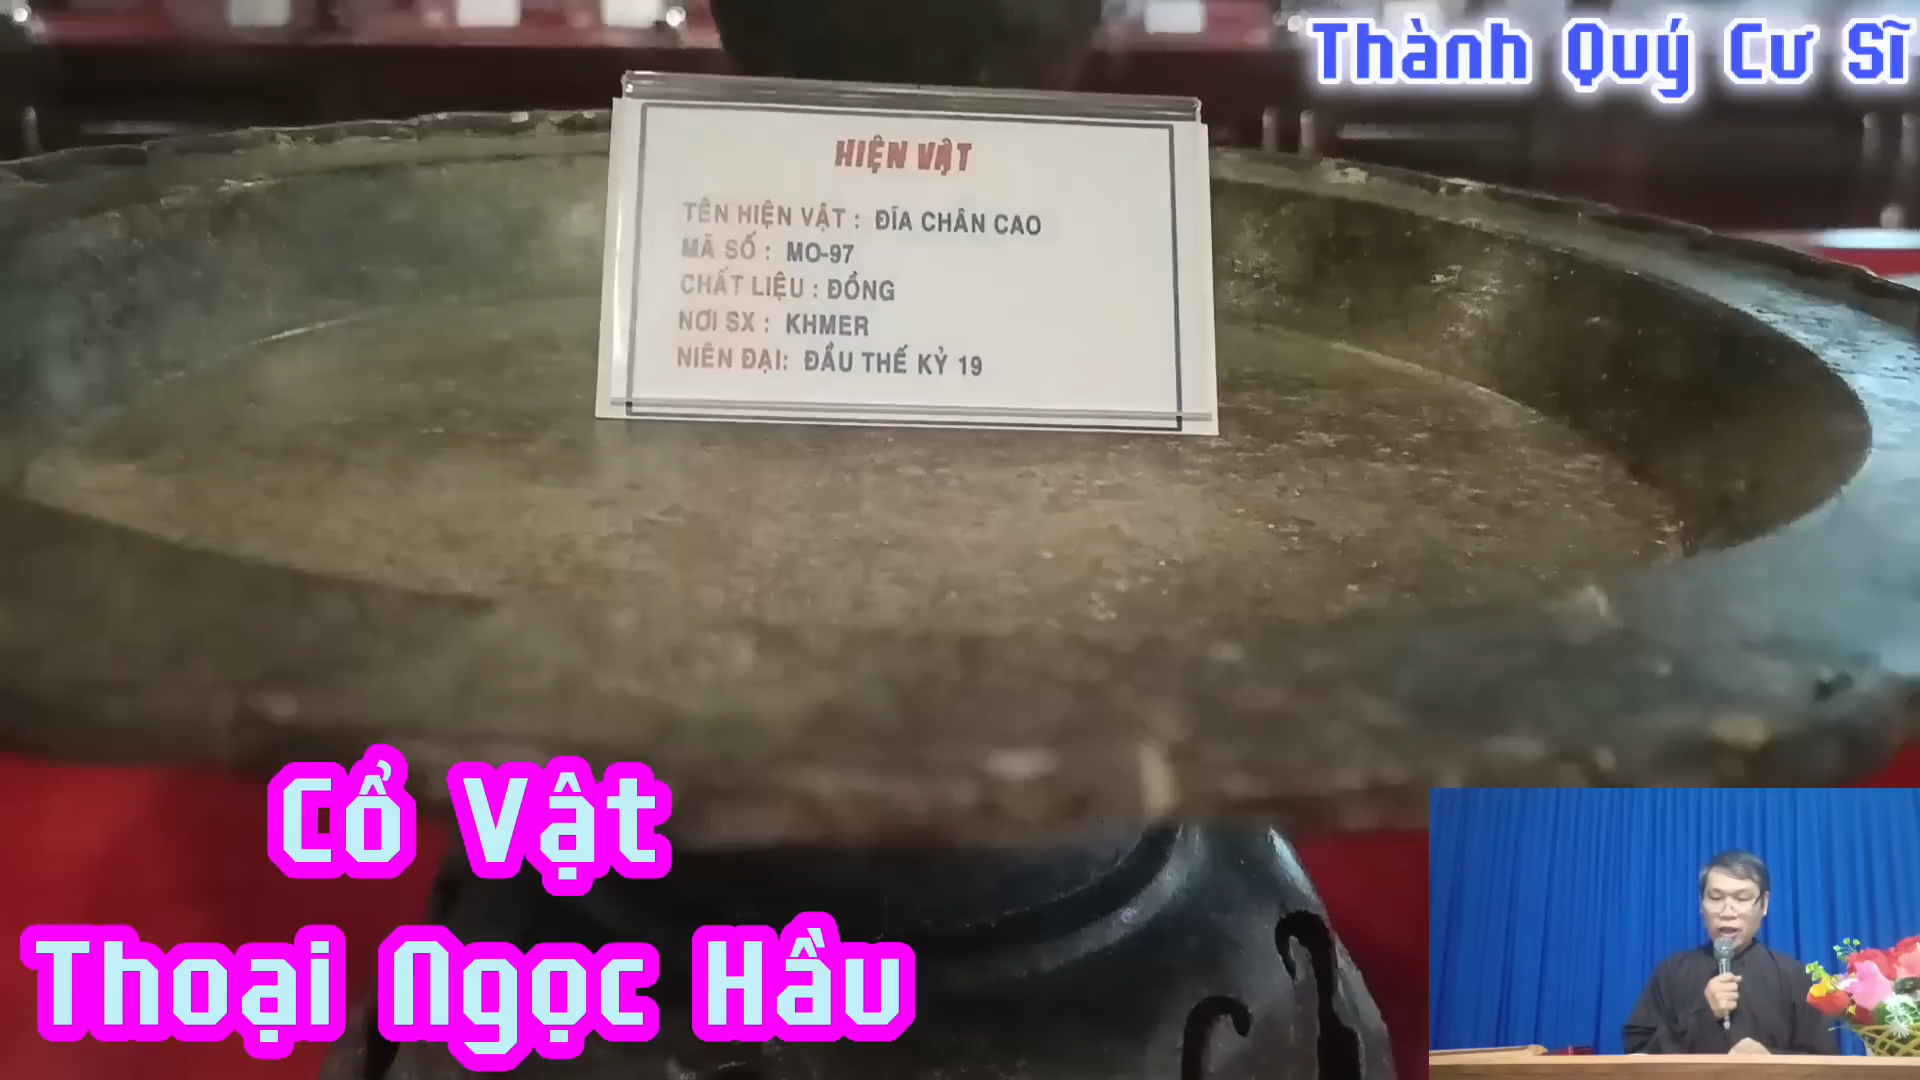 Thành Quý Cư Sĩ
HIỆN VẬT
TÊN HIỆN VẬT : ĐĨA CHÂN CAO
MÃ SỐ : MO-97
CHẤT LIỆU : ĐỒNG
NƠI SX : KHMER
NIÊN ĐẠI: ĐẦU THẾ KỶ 19
Cổ Vật
Thoại Ngọc Hầu